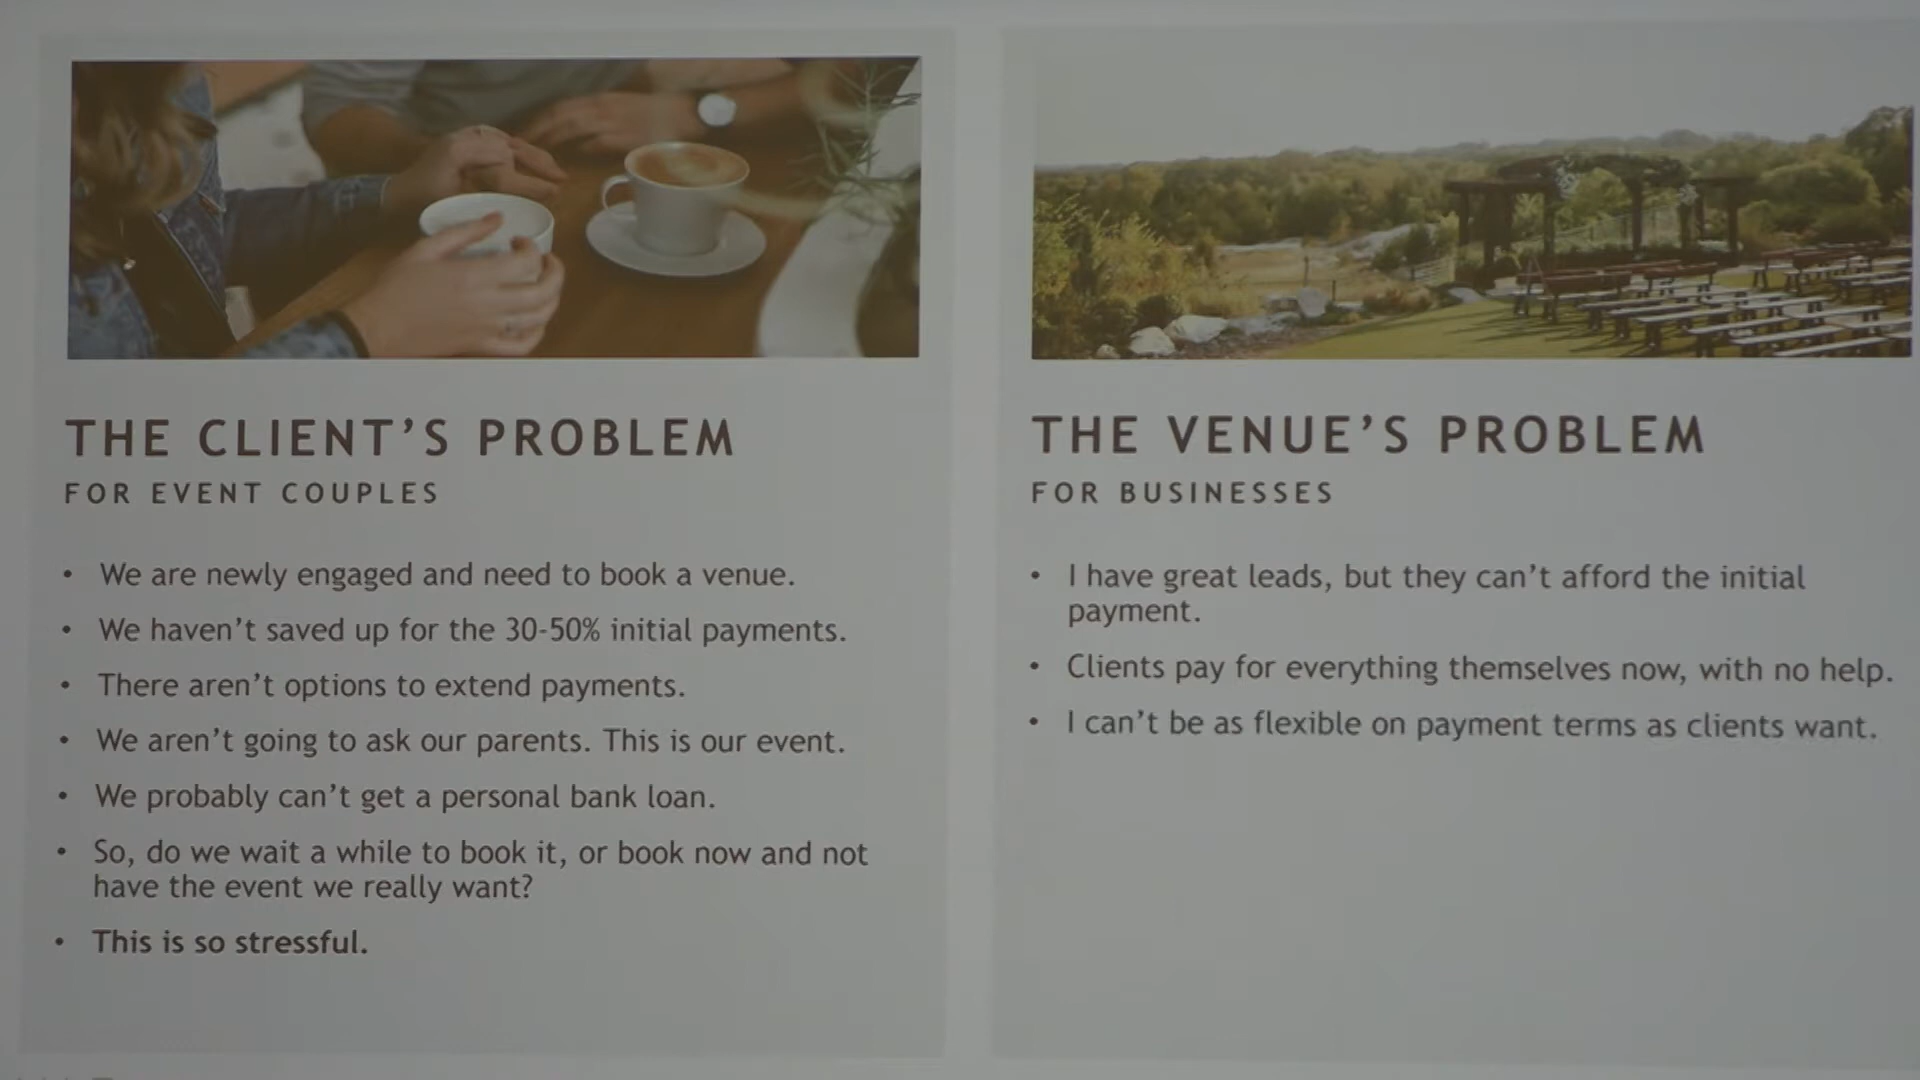 THE CLIENT'S PROBLEM
FOR EVENT COUPLES
• We are newly engaged and need to book a venue.
• We haven't saved up for the 30-50% initial payments.
• There aren't options to extend payments.
• We aren't going to ask our parents. This is our event.
• We probably can't get a personal bank loan.
• So, do we wait a while to book it, or book now and not
have the event we really want?
• This is so stressful.
THE VENUE'S PROBLEM
FOR BUSINESSES
• I have great leads, but they can't afford the initial
payment.
• Clients pay for everything themselves now, with no help.
• I can't be as flexible on payment terms as clients want.